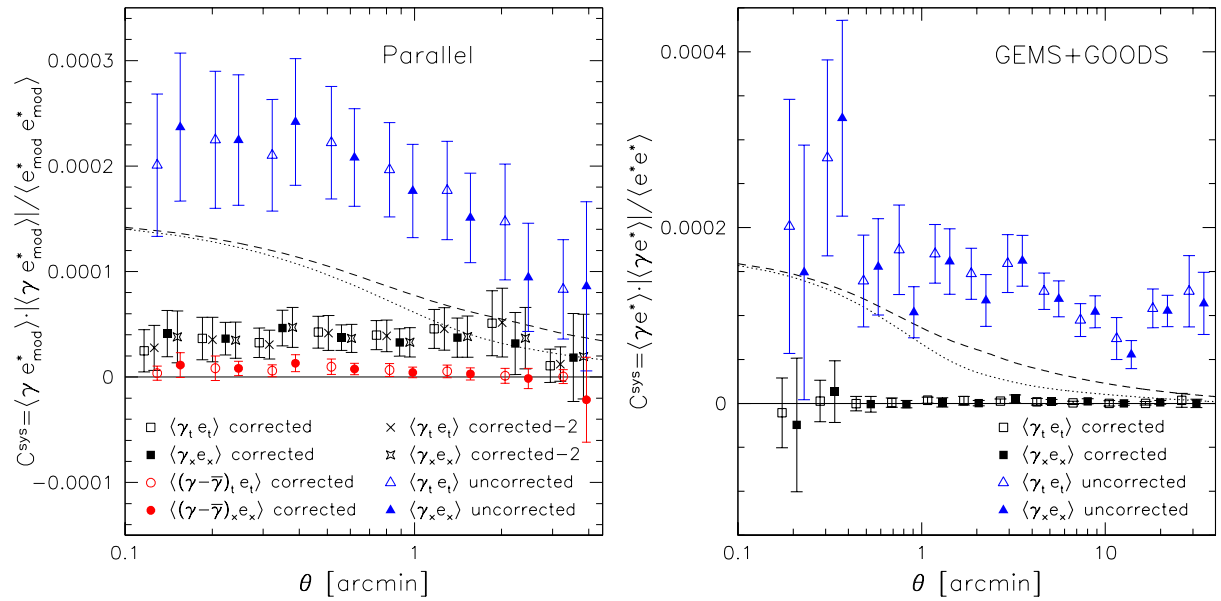 Parallel
C^sys=⟨γ e*_mod⟩·|⟨γ e*_mod⟩|/⟨e*_mod e*_mod⟩
0.0003
0.0002
0.0001
0
−0.0001
⟨γ_t e_t⟩ corrected
⟨γ_× e_×⟩ corrected
⟨(γ−γ̅)_t e_t⟩ corrected
⟨(γ−γ̅)_× e_×⟩ corrected
⟨γ_t e_t⟩ corrected−2
⟨γ_× e_×⟩ corrected−2
⟨γ_t e_t⟩ uncorrected
⟨γ_× e_×⟩ uncorrected
0.1 1
θ [arcmin]
GEMS+GOODS
C^sys=⟨γe*⟩·|⟨γe*⟩|/⟨e*e*⟩
0.0004
0.0002
0
⟨γ_t e_t⟩ corrected
⟨γ_× e_×⟩ corrected
⟨γ_t e_t⟩ uncorrected
⟨γ_× e_×⟩ uncorrected
0.1 1 10
θ [arcmin]